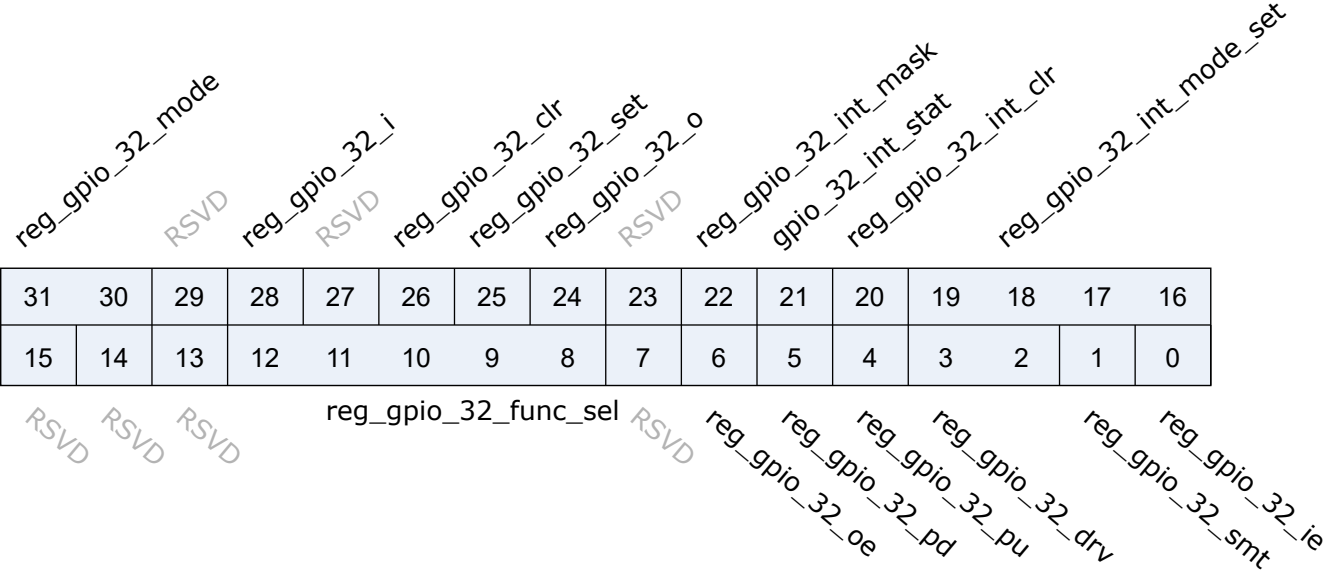 reg_gpio_32_mode
RSVD
reg_gpio_32_i
RSVD
reg_gpio_32_clr
reg_gpio_32_set
reg_gpio_32_o
RSVD
reg_gpio_32_int_mask
gpio_32_int_stat
reg_gpio_32_int_clr
reg_gpio_32_int_mode_set
31 30 29 28 27 26 25 24 23 22 21 20 19 18 17 16
15 14 13 12 11 10 9 8 7 6 5 4 3 2 1 0
RSVD
RSVD
RSVD
reg_gpio_32_func_sel
RSVD
reg_gpio_32_oe
reg_gpio_32_pd
reg_gpio_32_pu
reg_gpio_32_drv
reg_gpio_32_smt
reg_gpio_32_ie